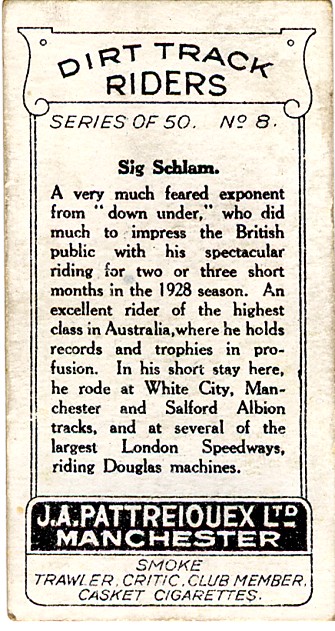 DIRT TRACK
RIDERS
SERIES OF 50. No 8.
Sig Schlam.
A very much feared exponent
from "down under," who did
much to impress the British
public with his spectacular
riding for two or three short
months in the 1928 season. An
excellent rider of the highest
class in Australia,where he holds
records and trophies in pro-
fusion. In his short stay here,
he rode at White City, Man-
chester and Salford Albion
tracks, and at several of the
largest London Speedways,
riding Douglas machines.
J.A.PATTREIOUEX LTD
MANCHESTER
SMOKE
TRAWLER, CRITIC, CLUB MEMBER,
CASKET CIGARETTES.